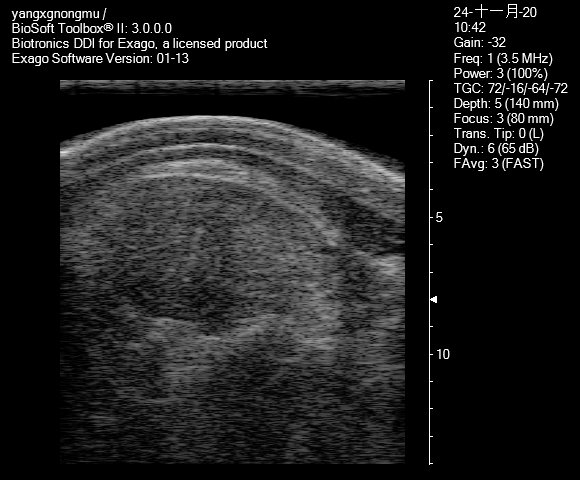 yangxgnongmu /
BioSoft Toolbox® II: 3.0.0.0
Biotronics DDI for Exago, a licensed product
Exago Software Version: 01-13
24-十一月-20
10:42
Gain: -32
Freq: 1 (3.5 MHz)
Power: 3 (100%)
TGC: 72/-16/-64/-72
Depth: 5 (140 mm)
Focus: 3 (80 mm)
Trans. Tip: 0 (L)
Dyn.: 6 (65 dB)
FAvg: 3 (FAST)
5
10